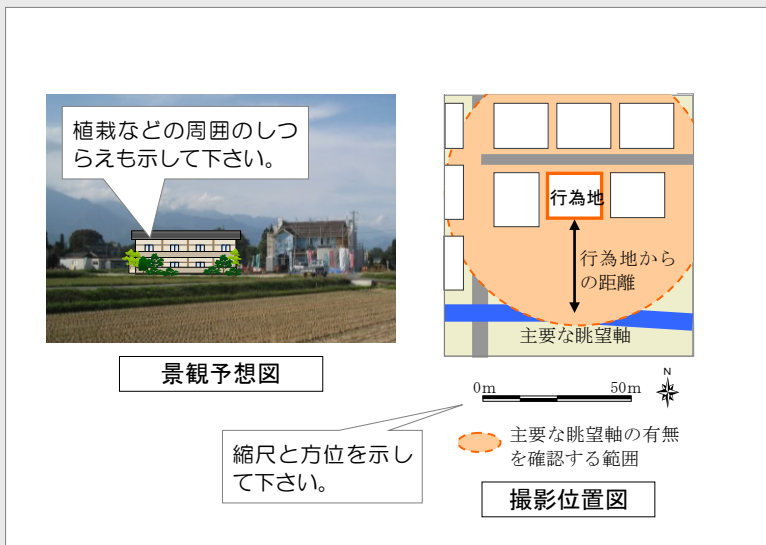 植栽などの周囲のしつ
らえも示して下さい。
景観予想図
行為地
行為地から
の距離
主要な眺望軸
0m 50m
N
縮尺と方位を示し
て下さい。
主要な眺望軸の有無
を確認する範囲
撮影位置図